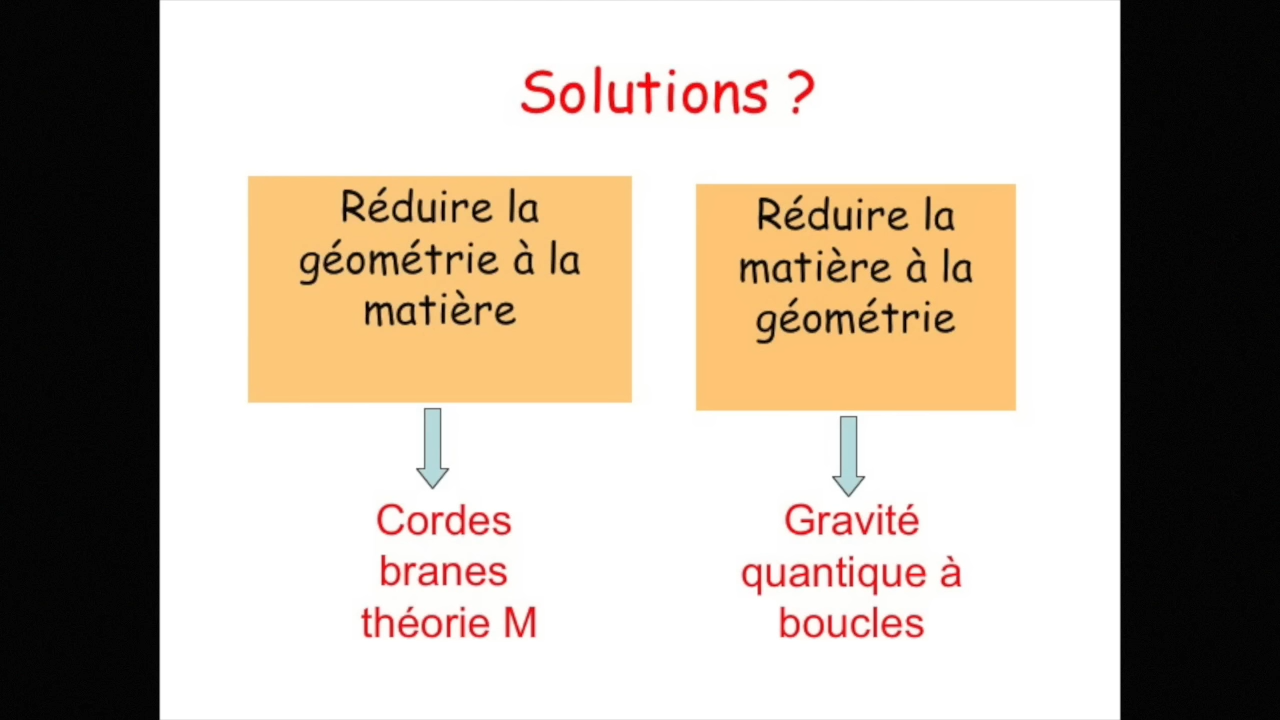 Solutions ?
Réduire la
géométrie à la
matière
Réduire la
matière à la
géométrie
Cordes
branes
théorie M
Gravité
quantique à
boucles